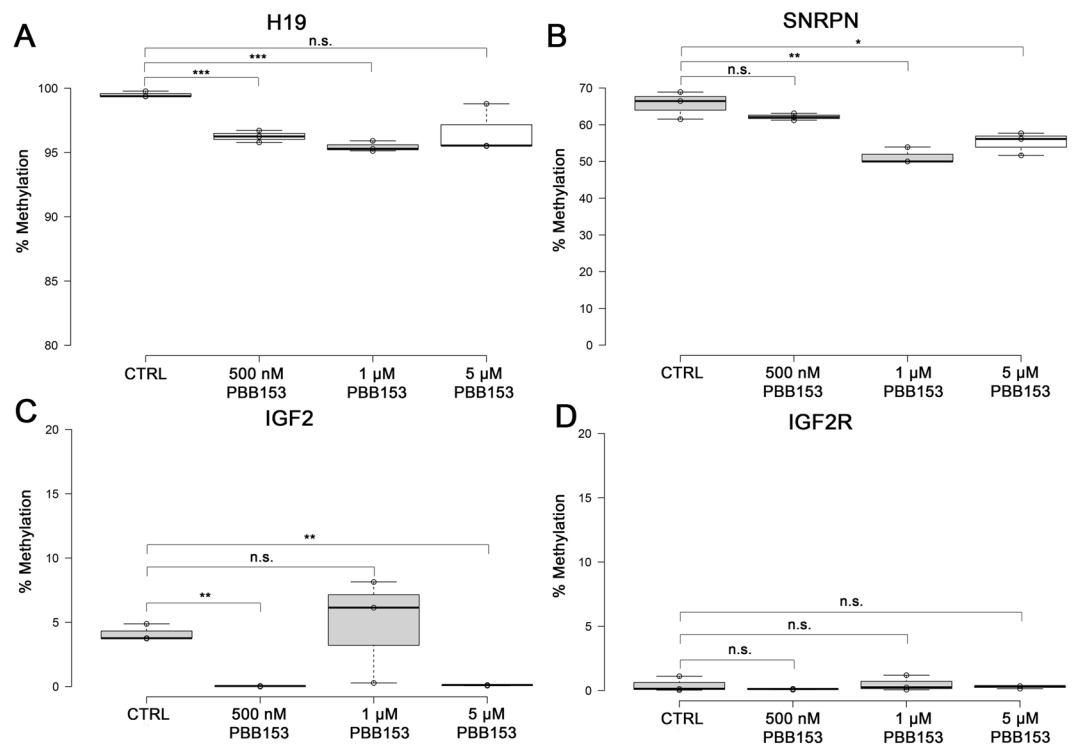 A
H19
n.s.
***
***
100
95
90
85
80
% Methylation
CTRL
500 nM
PBB153
1 µM
PBB153
5 µM
PBB153
B
SNRPN
*
**
n.s.
70
60
50
40
30
20
10
0
% Methylation
CTRL
500 nM
PBB153
1 µM
PBB153
5 µM
PBB153
C
IGF2
20
15
10
5
0
% Methylation
**
n.s.
**
CTRL
500 nM
PBB153
1 µM
PBB153
5 µM
PBB153
D
IGF2R
20
15
10
5
0
% Methylation
n.s.
n.s.
n.s.
CTRL
500 nM
PBB153
1 µM
PBB153
5 µM
PBB153